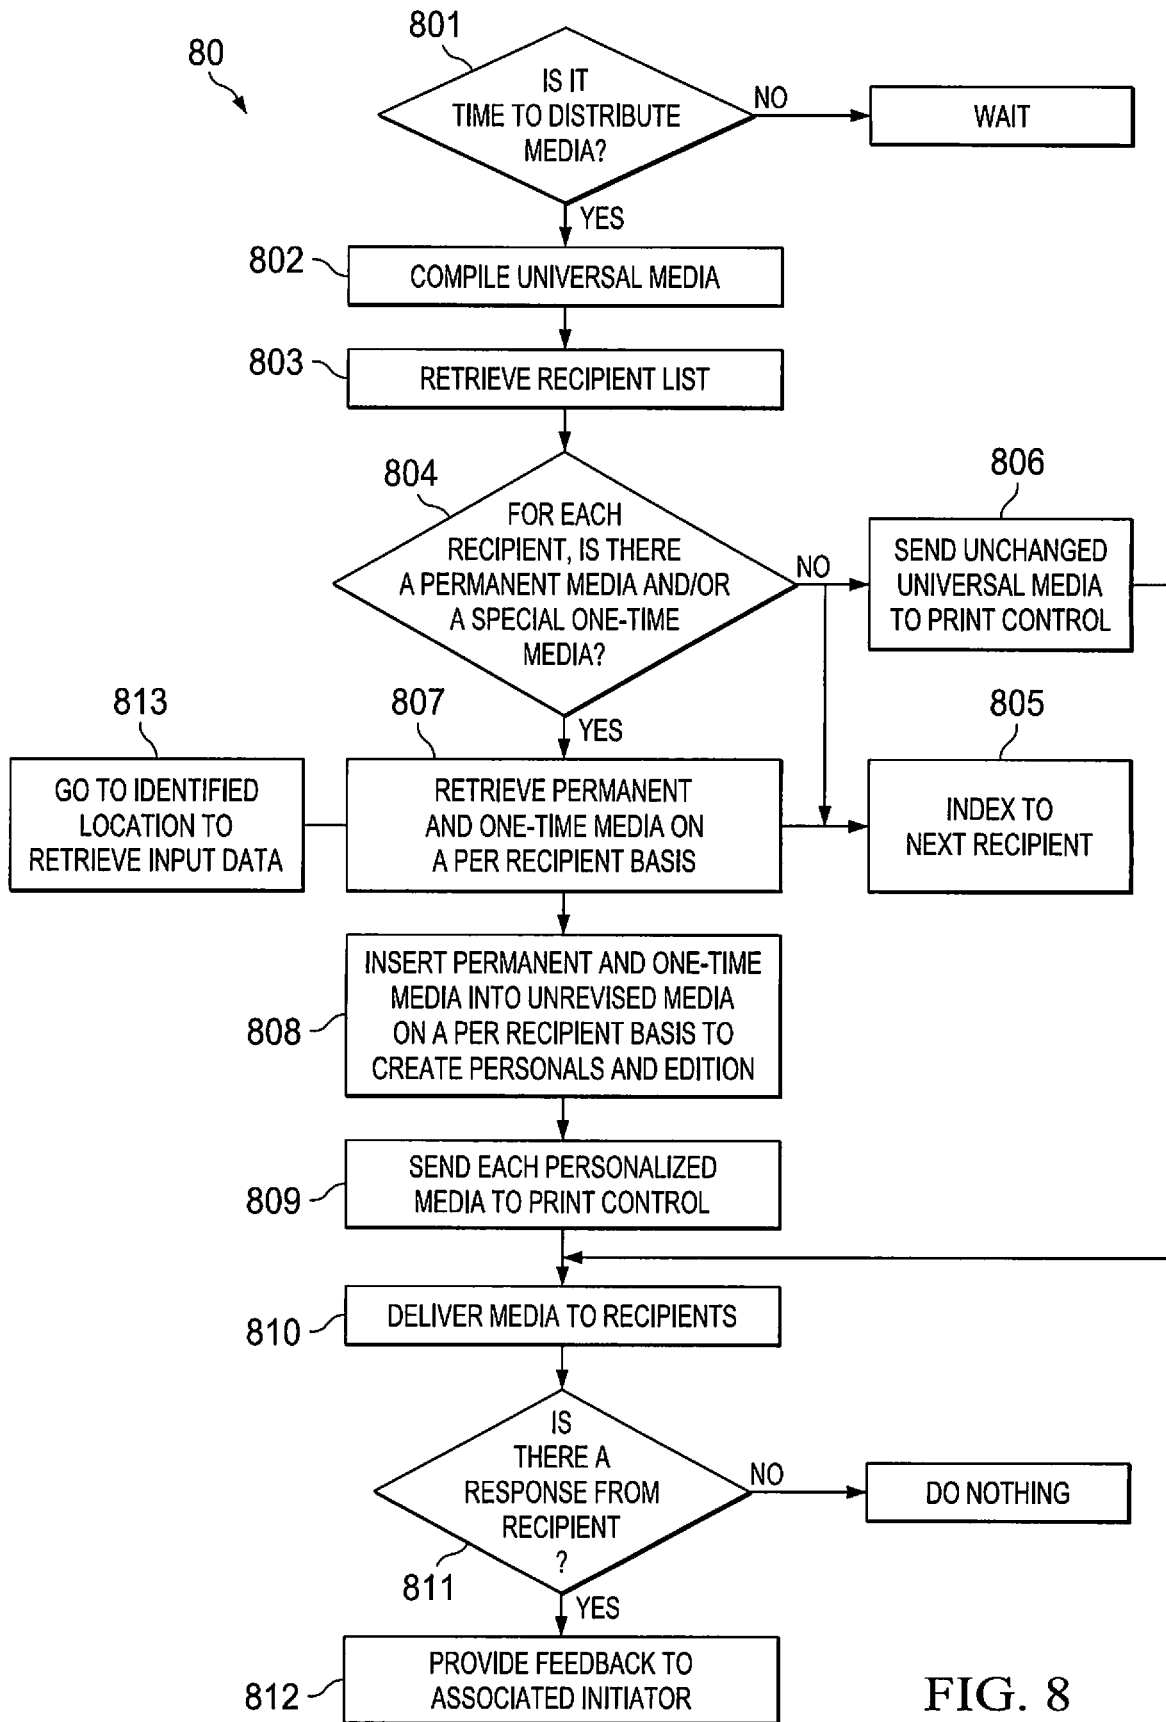 80
801
IS IT
TIME TO DISTRIBUTE
MEDIA?
NO
WAIT
YES
802
COMPILE UNIVERSAL MEDIA
803
RETRIEVE RECIPIENT LIST
804
FOR EACH
RECIPIENT, IS THERE
A PERMANENT MEDIA AND/OR
A SPECIAL ONE-TIME
MEDIA?
NO
806
SEND UNCHANGED
UNIVERSAL MEDIA
TO PRINT CONTROL
YES
813
GO TO IDENTIFIED
LOCATION TO
RETRIEVE INPUT DATA
807
RETRIEVE PERMANENT
AND ONE-TIME MEDIA ON
A PER RECIPIENT BASIS
805
INDEX TO
NEXT RECIPIENT
808
INSERT PERMANENT AND ONE-TIME
MEDIA INTO UNREVISED MEDIA
ON A PER RECIPIENT BASIS TO
CREATE PERSONALS AND EDITION
809
SEND EACH PERSONALIZED
MEDIA TO PRINT CONTROL
810
DELIVER MEDIA TO RECIPIENTS
811
IS
THERE A
RESPONSE FROM
RECIPIENT
?
NO
DO NOTHING
YES
812
PROVIDE FEEDBACK TO
ASSOCIATED INITIATOR
FIG. 8